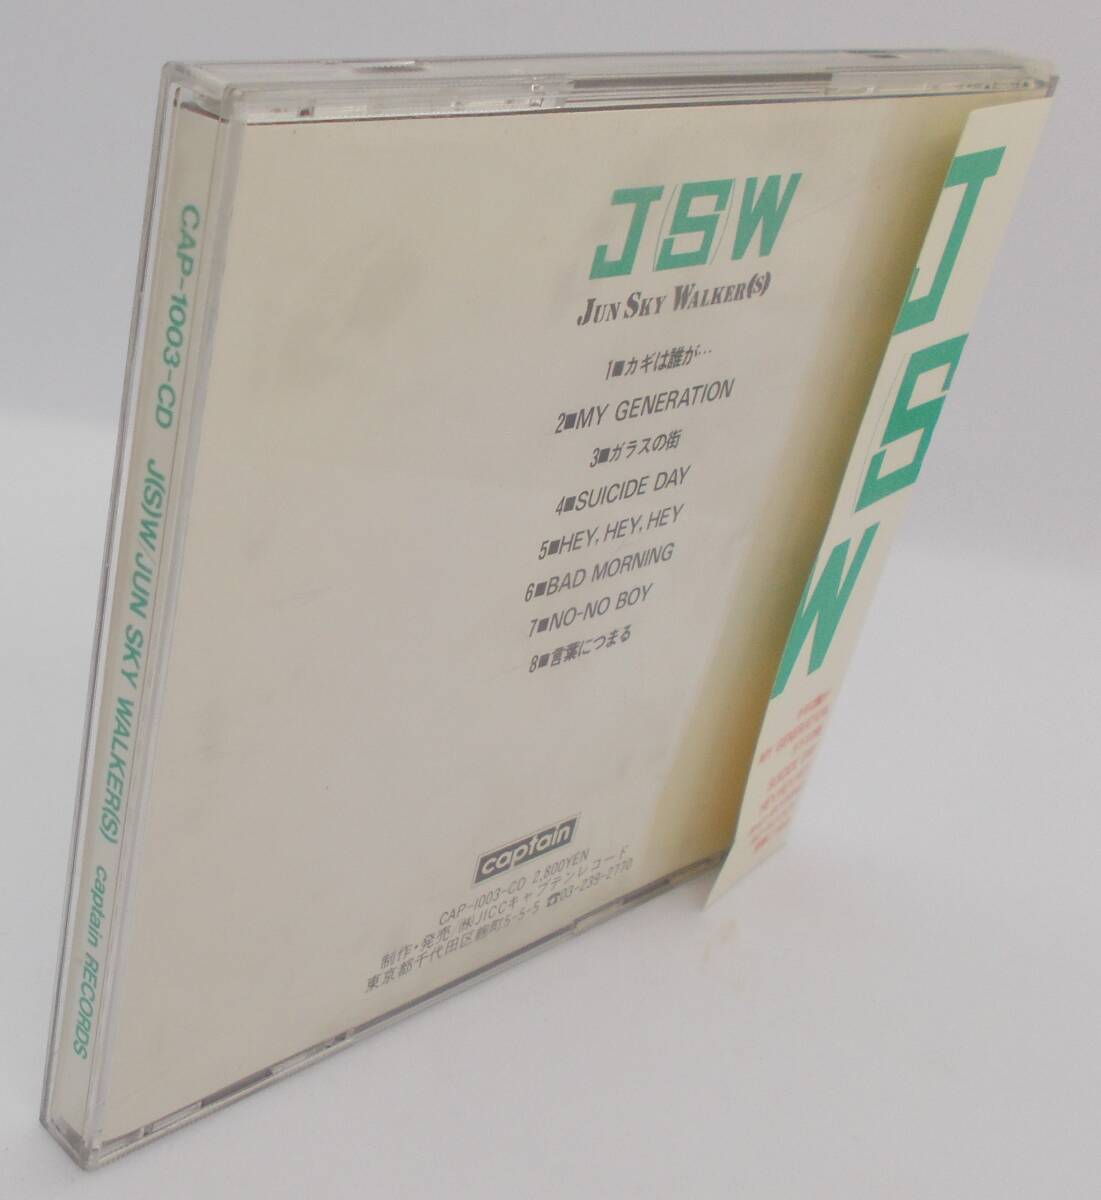 CAP-1003-CD J(S)W/JUN SKY WALKER(S) captain RECORDS
JSW
JUN SKY WALKER(S)
1■カギは誰が…
2■MY GENERATION
3■ガラスの街
4■SUICIDE DAY
5■HEY, HEY, HEY
6■BAD MORNING
7■NO-NO BOY
8■言葉につまる
captain
CAP-1003-CD 2,800YEN
制作・発売/㈱JICCキャプテンレコード
東京都千代田区麹町5-5-5 ☎03-239-2770
J
S
W
MY GENERATION